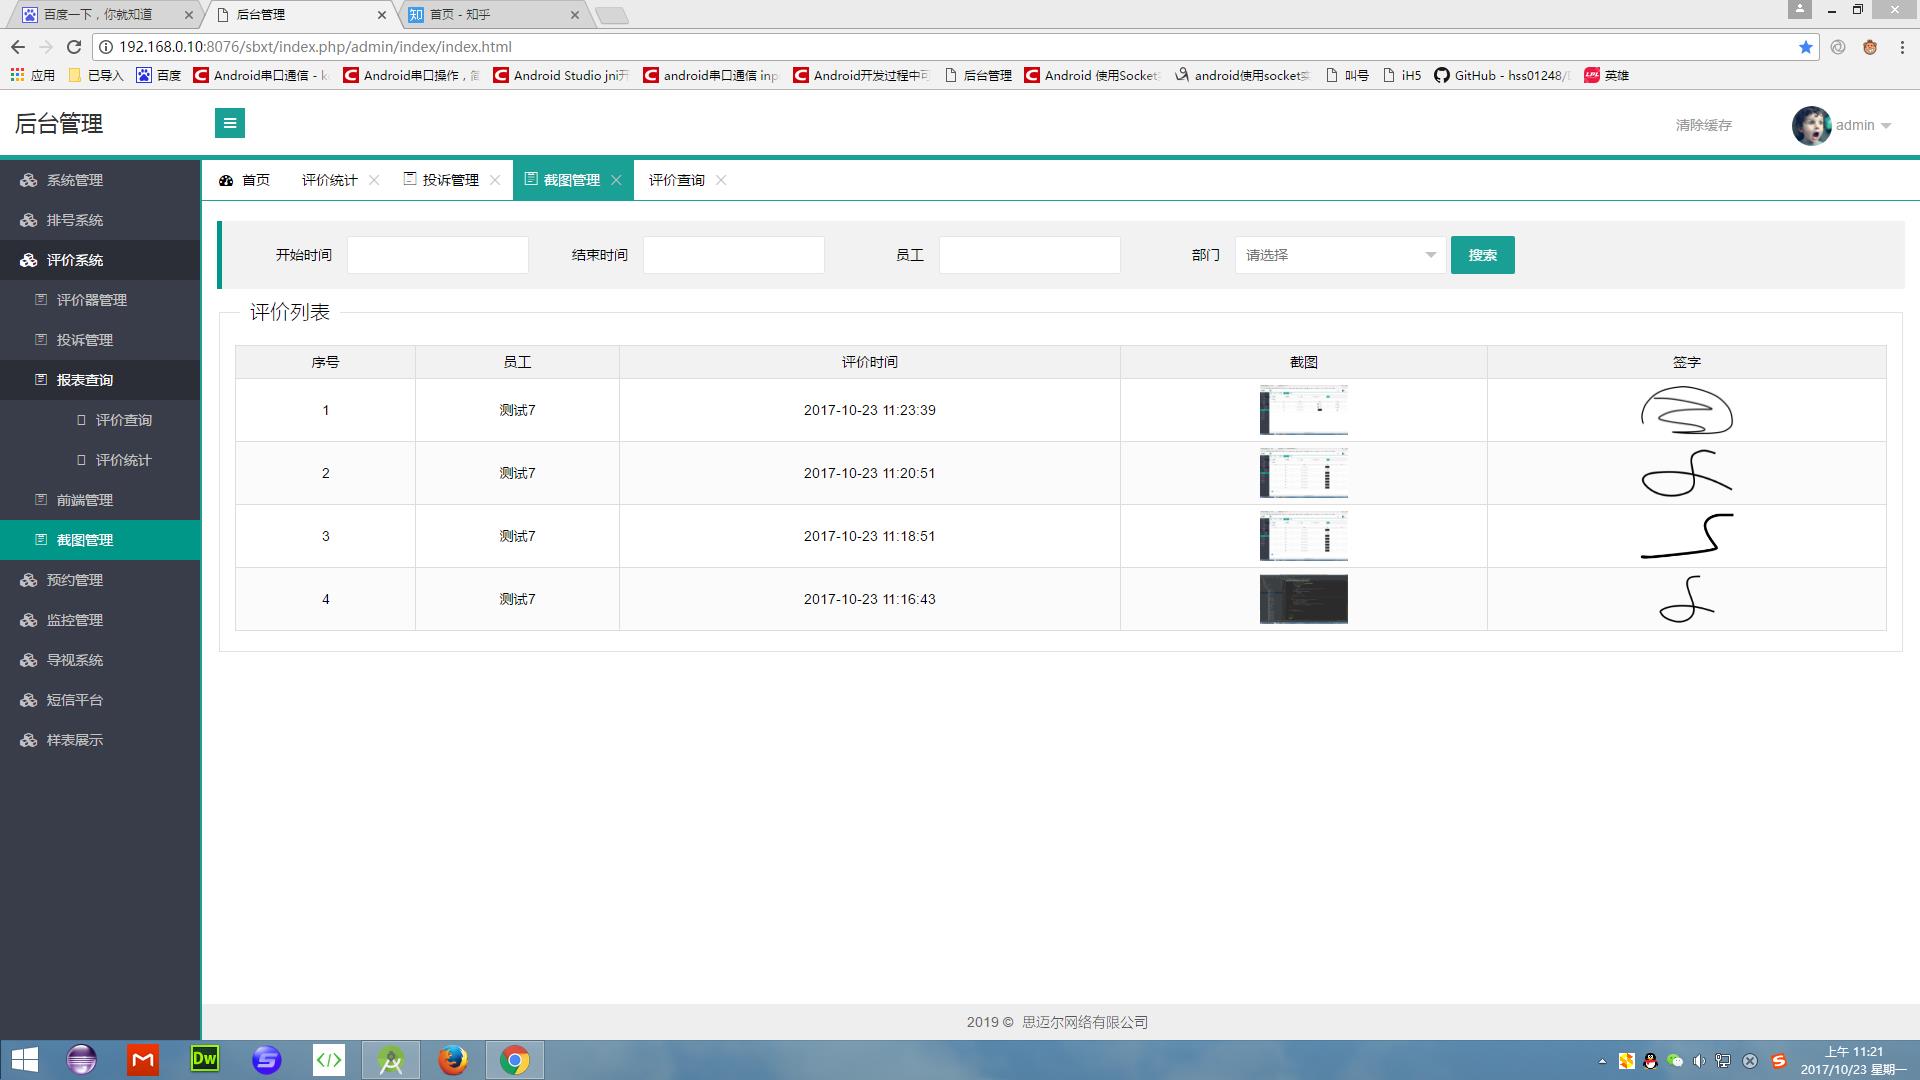 百度一下，你就知道
后台管理
首页 - 知乎
192.168.0.10:8076/sbxt/index.php/admin/index/index.html
应用 已导入 百度 Android串口通信 - Android串口操作， Android Studio jni开 android串口通信 inp Android开发过程中可 后台管理 Android 使用Socket android使用socket 叫号 iH5 GitHub - hss01248/ 英雄
后台管理
清除缓存
admin
系统管理
排号系统
评价系统
评价器管理
投诉管理
报表查询
评价查询
评价统计
前端管理
截图管理
预约管理
监控管理
导视系统
短信平台
样表展示
首页 评价统计 投诉管理 截图管理 评价查询
开始时间 结束时间 员工 部门 请选择 搜索
评价列表
序号 员工 评价时间 截图 签字
1 测试7 2017-10-23 11:23:39
2 测试7 2017-10-23 11:20:51
3 测试7 2017-10-23 11:18:51
4 测试7 2017-10-23 11:16:43
2019 © 思迈尔网络有限公司
Dw
上午 11:21
2017/10/23 星期一